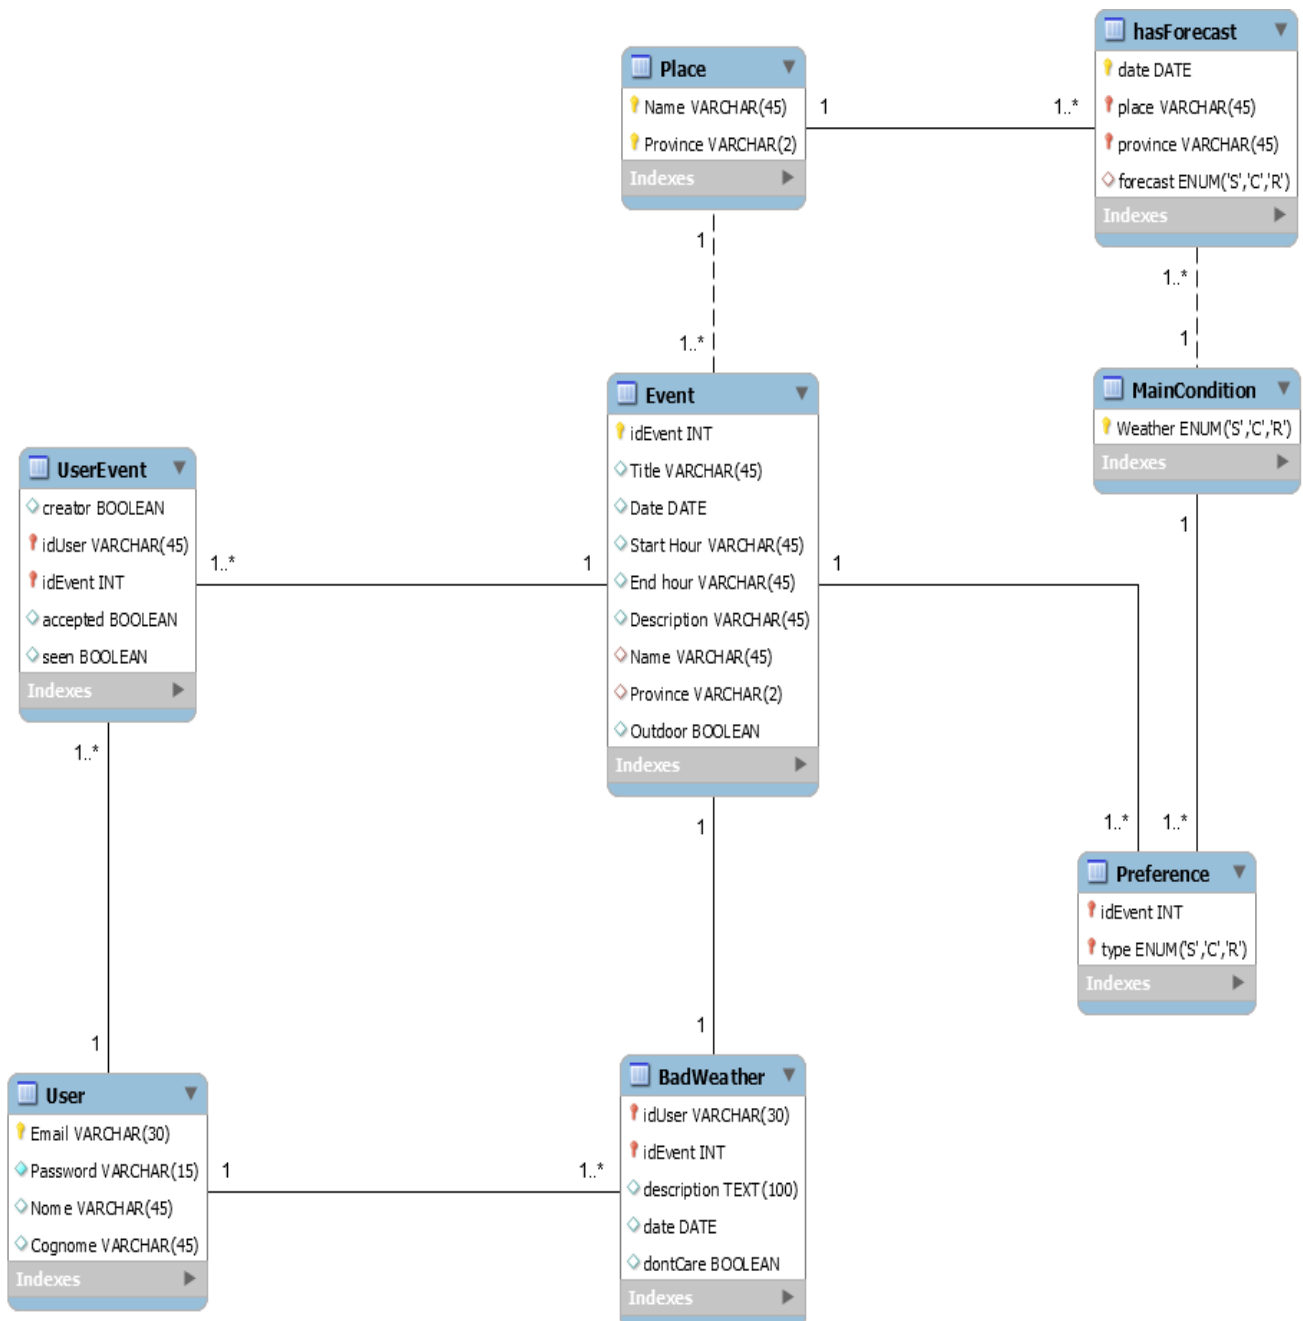 hasForecast
date DATE
place VARCHAR(45)
province VARCHAR(45)
forecast ENUM('S','C','R')
Indexes
Place
Name VARCHAR(45)
Province VARCHAR(2)
Indexes
1
1..*
1
1..*
1..*
1
MainCondition
Weather ENUM('S','C','R')
Indexes
1
Event
idEvent INT
Title VARCHAR(45)
Date DATE
Start Hour VARCHAR(45)
End hour VARCHAR(45)
Description VARCHAR(45)
Name VARCHAR(45)
Province VARCHAR(2)
Outdoor BOOLEAN
Indexes
UserEvent
creator BOOLEAN
idUser VARCHAR(45)
idEvent INT
accepted BOOLEAN
seen BOOLEAN
Indexes
1..*
1
1
1..*
1
1..*
1..*
Preference
idEvent INT
type ENUM('S','C','R')
Indexes
1
1
User
Email VARCHAR(30)
Password VARCHAR(15)
Nome VARCHAR(45)
Cognome VARCHAR(45)
Indexes
1
1..*
BadWeather
idUser VARCHAR(30)
idEvent INT
description TEXT(100)
date DATE
dontCare BOOLEAN
Indexes